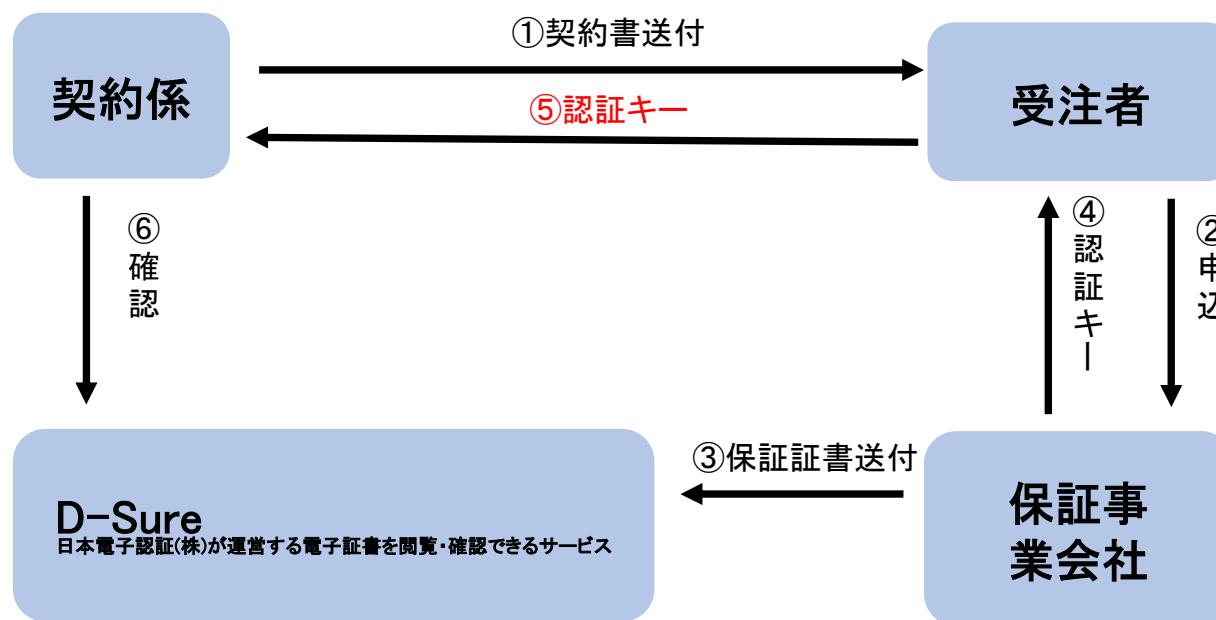 ①契約書送付
契約係
受注者
⑤認証キー
⑥確認
④認証キー
②申込
③保証証書送付
保証事
業会社
D-Sure
日本電子認証(株)が運営する電子証書を閲覧・確認できるサービス